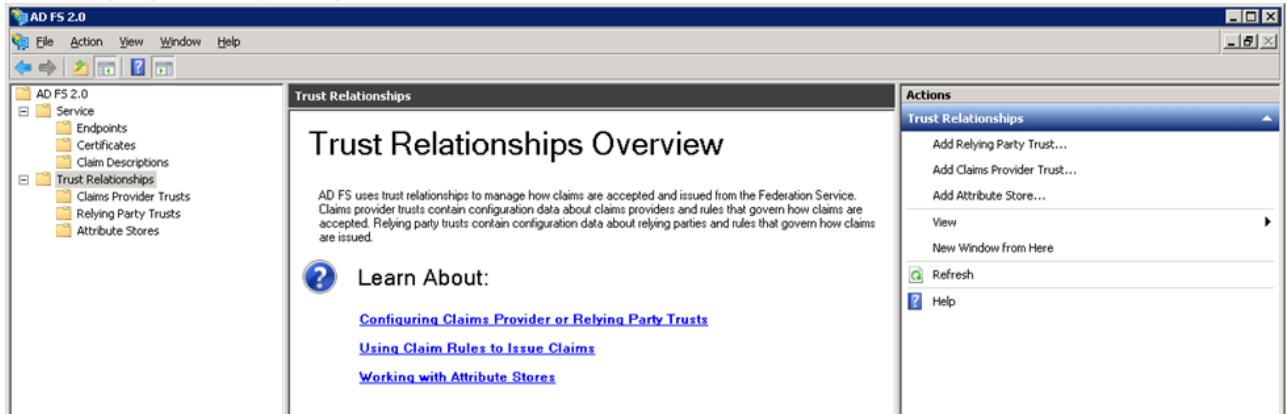 AD FS 2.0
File Action View Window Help
AD FS 2.0
Service
Endpoints
Certificates
Claim Descriptions
Trust Relationships
Claims Provider Trusts
Relying Party Trusts
Attribute Stores
Trust Relationships
Trust Relationships Overview
AD FS uses trust relationships to manage how claims are accepted and issued from the Federation Service.
Claims provider trusts contain configuration data about claims providers and rules that govern how claims are
accepted. Relying party trusts contain configuration data about relying parties and rules that govern how claims
are issued.
Learn About:
Configuring Claims Provider or Relying Party Trusts
Using Claim Rules to Issue Claims
Working with Attribute Stores
Actions
Trust Relationships
Add Relying Party Trust...
Add Claims Provider Trust...
Add Attribute Store...
View
New Window from Here
Refresh
Help